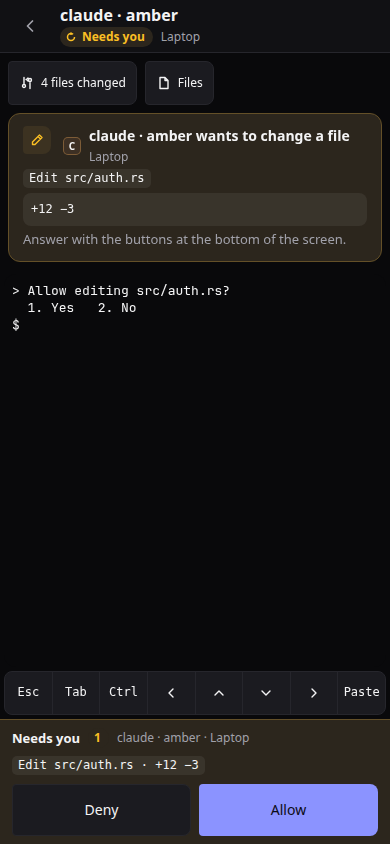 claude · amber
Needs you Laptop
4 files changed Files
claude · amber wants to change a file
C
Laptop
Edit src/auth.rs
+12 −3
Answer with the buttons at the bottom of the screen.
> Allow editing src/auth.rs?
1. Yes 2. No
$
Esc Tab Ctrl Paste
Needs you 1 claude · amber · Laptop
Edit src/auth.rs · +12 −3
Deny Allow